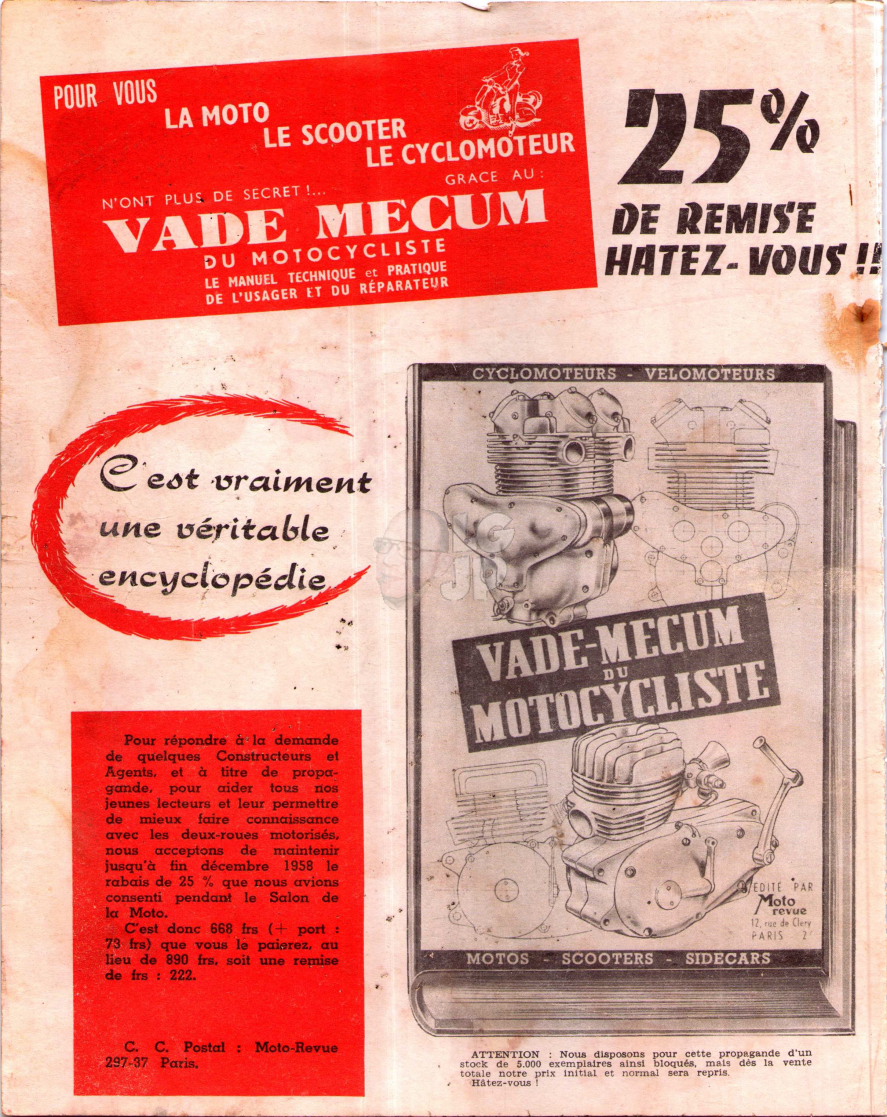 POUR VOUS
LA MOTO
LE SCOOTER
LE CYCLOMOTEUR
N'ONT PLUS DE SECRET !...
GRACE AU :
VADE MECUM
DU MOTOCYCLISTE
LE MANUEL TECHNIQUE et PRATIQUE
DE L'USAGER ET DU RÉPARATEUR
25%
DE REMISE
HATEZ-VOUS !!
C'est vraiment
une véritable
encyclopédie
CYCLOMOTEURS - VELOMOTEURS
IG
JP
VADE-MECUM
DU
MOTOCYCLISTE
EDITÉ PAR
Moto
revue
12, rue de Clery
PARIS 2
MOTOS - SCOOTERS - SIDECARS
Pour répondre à la demande
de quelques Constructeurs et
Agents, et à titre de propa-
gande, pour aider tous nos
jeunes lecteurs et leur permettre
de mieux faire connaissance
avec les deux-roues motorisés,
nous acceptons de maintenir
jusqu'à fin décembre 1958 le
rabais de 25 % que nous avions
consenti pendant le Salon de
la Moto.
C'est donc 668 frs (+ port :
73 frs) que vous le paierez, au
lieu de 890 frs, soit une remise
de frs : 222.
C. C. Postal : Moto-Revue
297-37 Paris.
ATTENTION : Nous disposons pour cette propagande d'un
stock de 5.000 exemplaires ainsi bloqués, mais dès la vente
totale notre prix initial et normal sera repris.
Hâtez-vous !